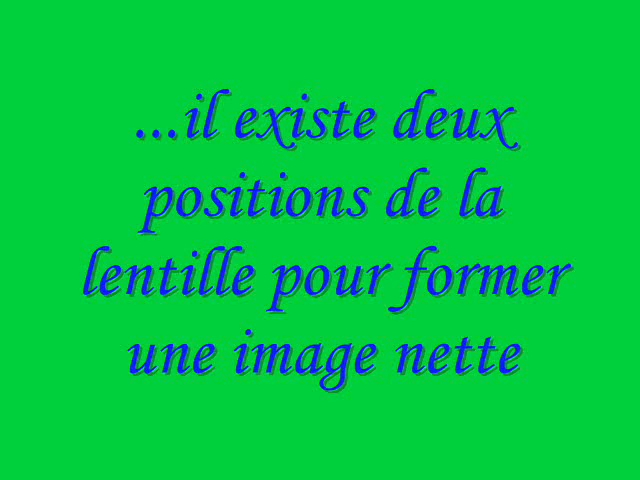 ...il existe deux
positions de la
lentille pour former
une image nette